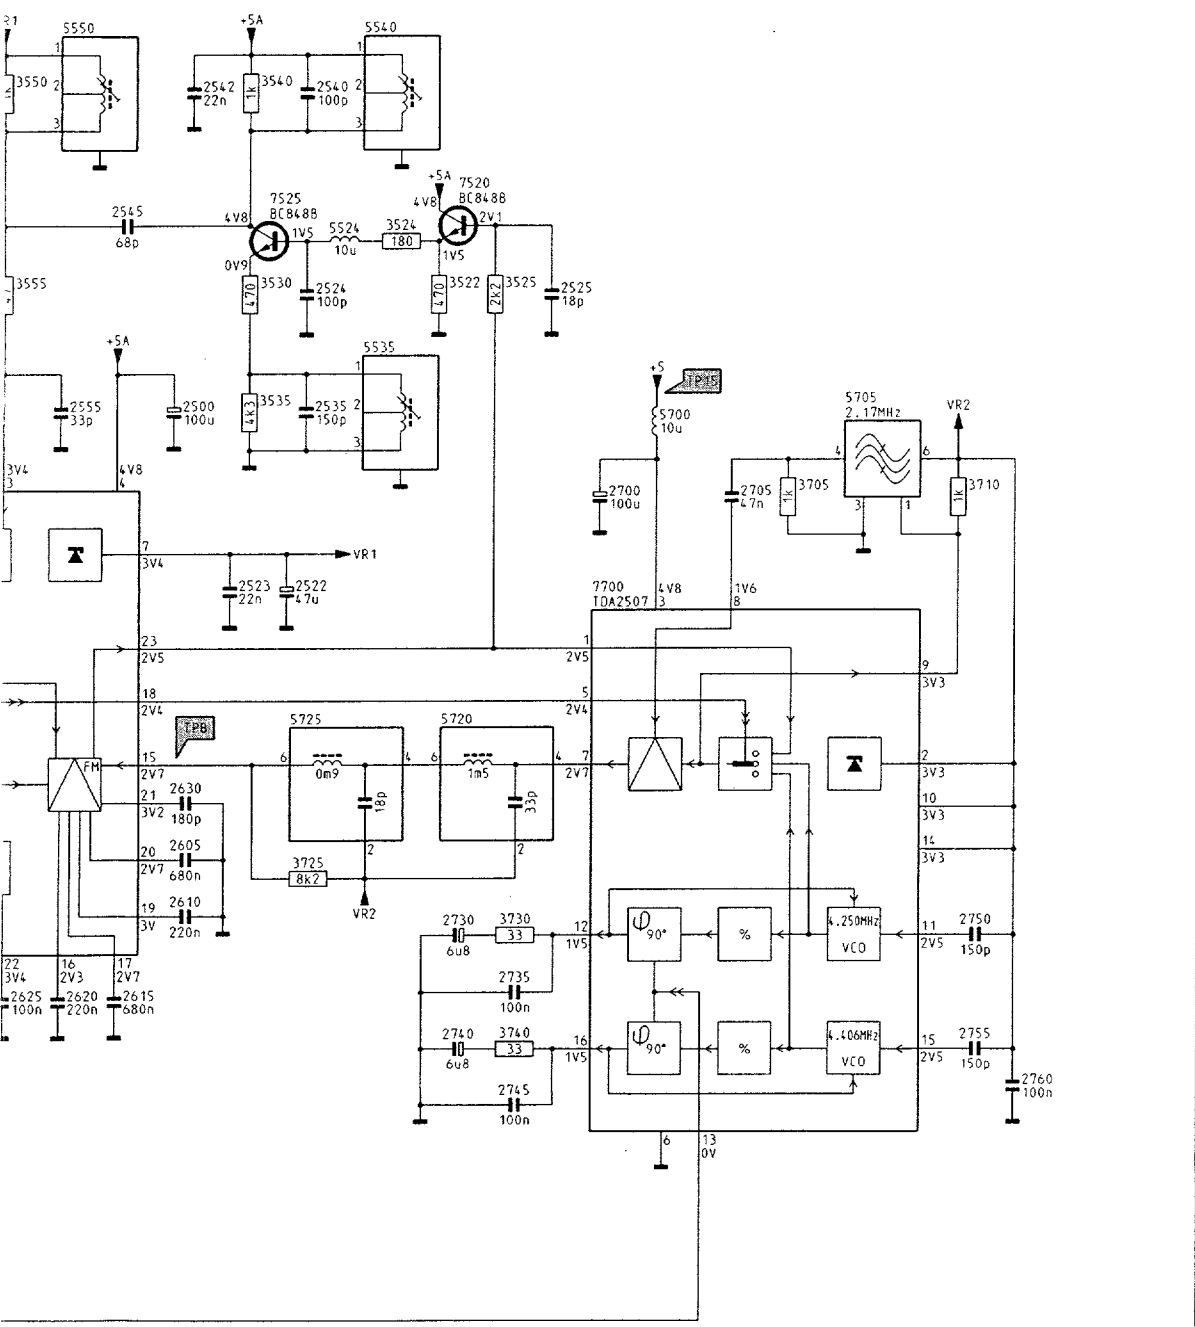 R1
5550
+5A
5540
1
3550
2
3
2542
22n
1k
3540
2540
100p
1
2
3
+5A
7520
BC848B
7525
BC848B
4V8
2V1
2545
68p
4V8
1V5
5524
10u
3524
180
1V5
0V9
3555
470
3530
2524
100p
470
3522
2k2
3525
2525
18p
+5A
5535
1
2
3
2555
33p
2500
100u
4k3
3535
2535
150p
+5
TP15
5700
10u
5705
2.17MHz
VR2
4
6
3
1
3V4
3
4V8
4
2700
100u
2705
47n
1k
3705
1k
3710
7
3V4
VR1
2523
22n
2522
47u
7700
TDA2507
4V8
3
1V6
8
23
2V5
1
2V5
9
3V3
18
2V4
5
2V4
TP8
5725
5720
FM
15
2V7
6
0m9
4
6
1m5
4
7
2V7
2
3V3
21
3V2
2630
180p
18p
33p
10
3V3
20
2V7
2605
680n
2
2
14
3V3
3725
8k2
VR2
19
3V
2610
220n
2730
6u8
3730
33
12
1V5
φ
90°
%
4.250MHz
VCO
11
2V5
2750
150p
22
3V4
16
2V3
17
2V7
2625
100n
2620
220n
2615
680n
2735
100n
2740
6u8
3740
33
16
1V5
φ
90°
%
4.406MHz
VCO
15
2V5
2755
150p
2745
100n
2760
100n
6
13
0V